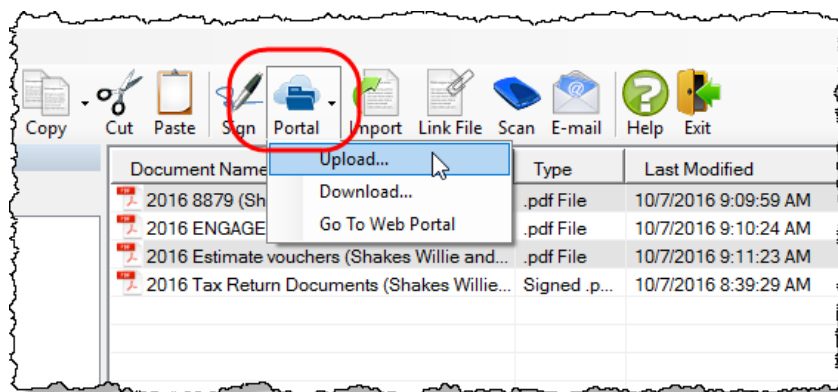 Copy Cut Paste Sign Portal Import Link File Scan E-mail Help Exit
Upload...
Download...
Go To Web Portal
Document Name Type Last Modified
2016 8879 (Sh .pdf File 10/7/2016 9:09:59 AM
2016 ENGAGE .pdf File 10/7/2016 9:10:24 AM
2016 Estimate vouchers (Shakes Willie and... .pdf File 10/7/2016 9:11:23 AM
2016 Tax Return Documents (Shakes Willie... Signed .p... 10/7/2016 8:39:29 AM